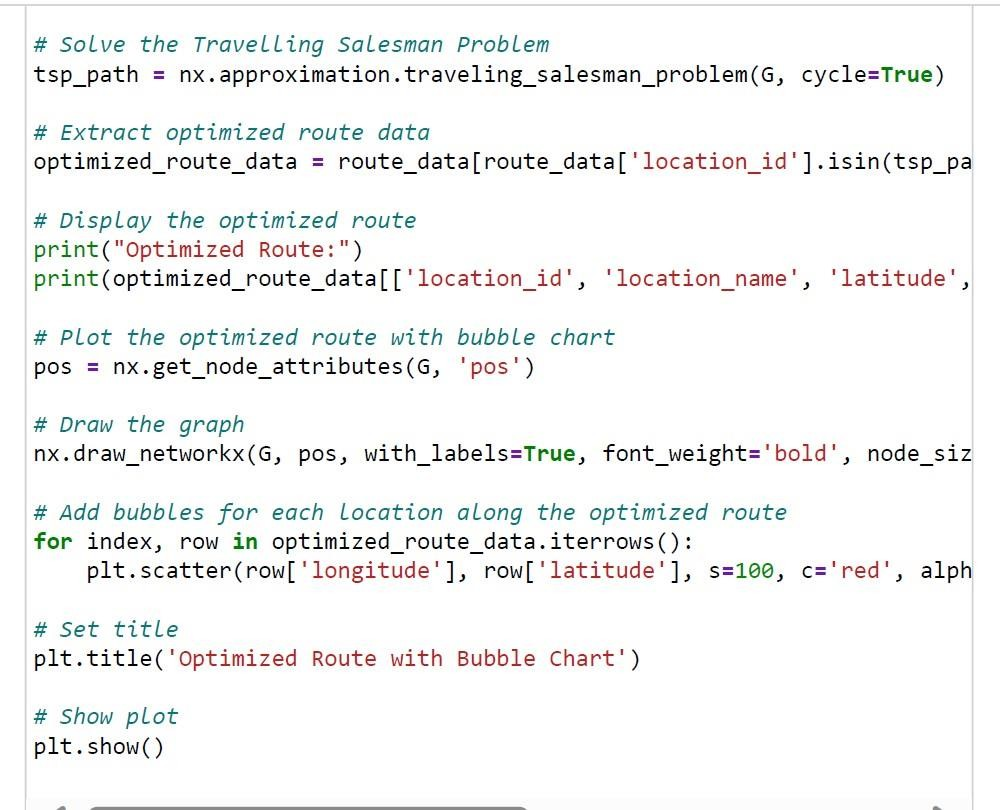 # Solve the Travelling Salesman Problem
tsp_path = nx.approximation.traveling_salesman_problem(G, cycle=True)
# Extract optimized route data
optimized_route_data = route_data[route_data['location_id'].isin(tsp_pa
# Display the optimized route
print("Optimized Route:")
print(optimized_route_data[['location_id', 'location_name', 'latitude',
# Plot the optimized route with bubble chart
pos = nx.get_node_attributes(G, 'pos')
# Draw the graph
nx.draw_networkx(G, pos, with_labels=True, font_weight='bold', node_siz
# Add bubbles for each location along the optimized route
for index, row in optimized_route_data.iterrows():
    plt.scatter(row['longitude'], row['latitude'], s=100, c='red', alph
# Set title
plt.title('Optimized Route with Bubble Chart')
# Show plot
plt.show()